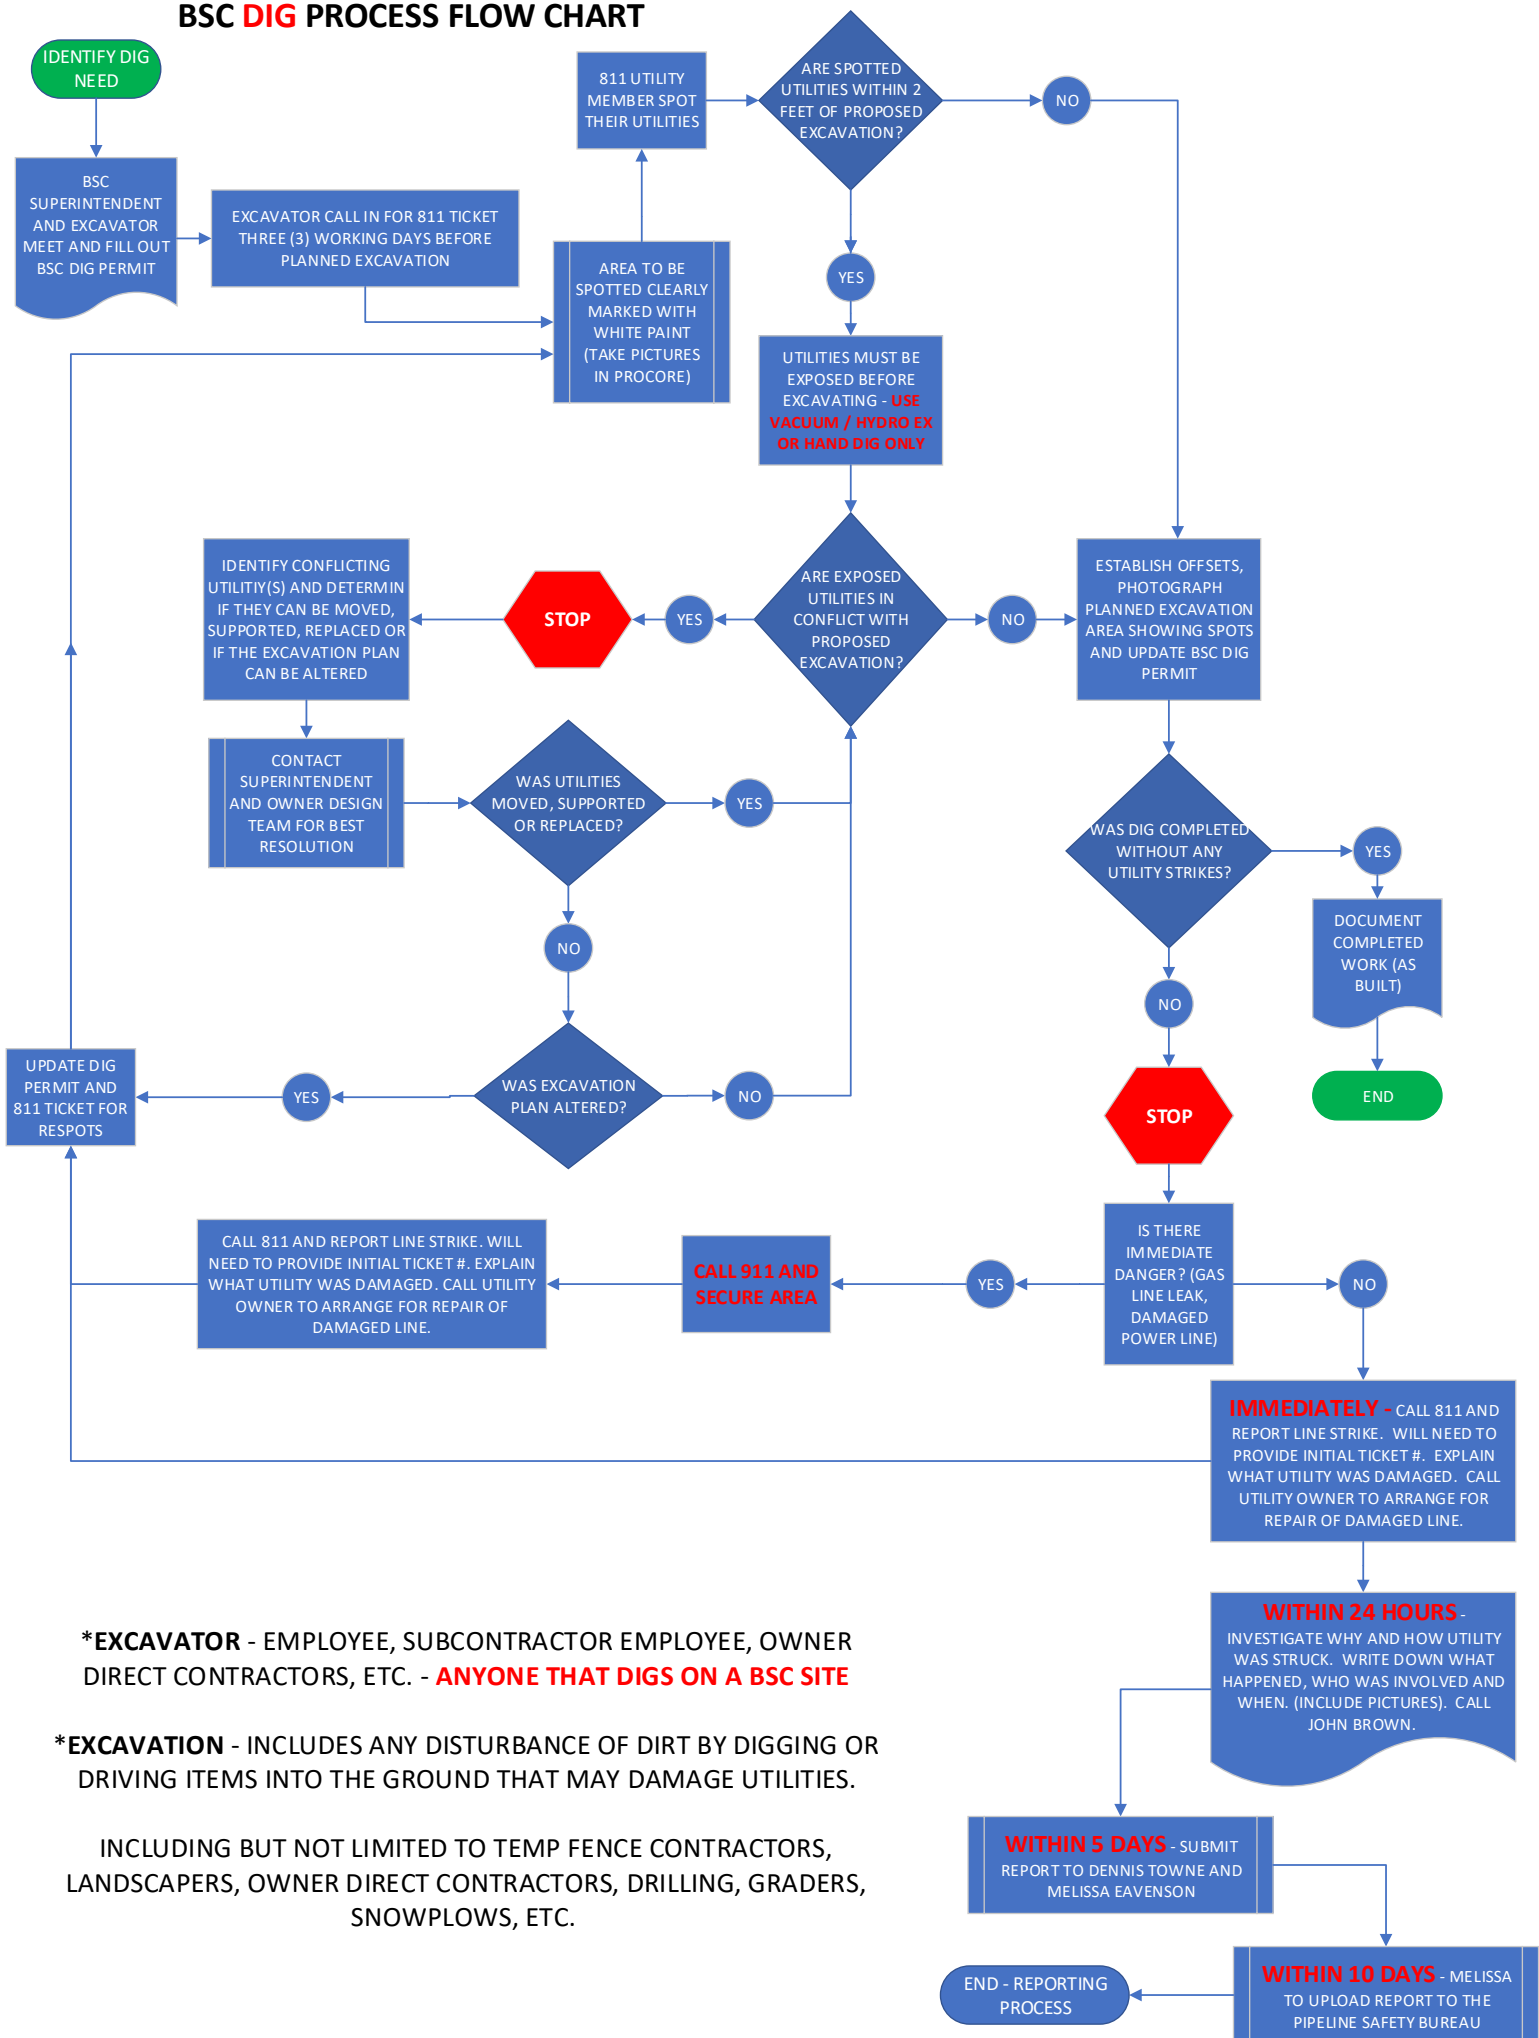 BSC DIG PROCESS FLOW CHART
IDENTIFY DIG
NEED
BSC
SUPERINTENDENT
AND EXCAVATOR
MEET AND FILL OUT
BSC DIG PERMIT
EXCAVATOR CALL IN FOR 811 TICKET
THREE (3) WORKING DAYS BEFORE
PLANNED EXCAVATION
AREA TO BE
SPOTTED CLEARLY
MARKED WITH
WHITE PAINT
(TAKE PICTURES
IN PROCORE)
811 UTILITY
MEMBER SPOT
THEIR UTILITIES
ARE SPOTTED
UTILITIES WITHIN 2
FEET OF PROPOSED
EXCAVATION?
NO
YES
UTILITIES MUST BE
EXPOSED BEFORE
EXCAVATING - USE
VACUUM / HYDRO EX
OR HAND DIG ONLY
ARE EXPOSED
UTILITIES IN
CONFLICT WITH
PROPOSED
EXCAVATION?
NO
YES
STOP
IDENTIFY CONFLICTING
UTILITIY(S) AND DETERMIN
IF THEY CAN BE MOVED,
SUPPORTED, REPLACED OR
IF THE EXCAVATION PLAN
CAN BE ALTERED
ESTABLISH OFFSETS,
PHOTOGRAPH
PLANNED EXCAVATION
AREA SHOWING SPOTS
AND UPDATE BSC DIG
PERMIT
CONTACT
SUPERINTENDENT
AND OWNER DESIGN
TEAM FOR BEST
RESOLUTION
WAS UTILITIES
MOVED, SUPPORTED
OR REPLACED?
YES
NO
WAS EXCAVATION
PLAN ALTERED?
NO
YES
UPDATE DIG
PERMIT AND
811 TICKET FOR
RESPOTS
WAS DIG COMPLETED
WITHOUT ANY
UTILITY STRIKES?
YES
DOCUMENT
COMPLETED
WORK (AS
BUILT)
END
NO
STOP
IS THERE
IMMEDIATE
DANGER? (GAS
LINE LEAK,
DAMAGED
POWER LINE)
YES
CALL 911 AND
SECURE AREA
CALL 811 AND REPORT LINE STRIKE. WILL
NEED TO PROVIDE INITIAL TICKET #. EXPLAIN
WHAT UTILITY WAS DAMAGED. CALL UTILITY
OWNER TO ARRANGE FOR REPAIR OF
DAMAGED LINE.
NO
IMMEDIATELY - CALL 811 AND
REPORT LINE STRIKE. WILL NEED TO
PROVIDE INITIAL TICKET #. EXPLAIN
WHAT UTILITY WAS DAMAGED. CALL
UTILITY OWNER TO ARRANGE FOR
REPAIR OF DAMAGED LINE.
WITHIN 24 HOURS -
INVESTIGATE WHY AND HOW UTILITY
WAS STRUCK. WRITE DOWN WHAT
HAPPENED, WHO WAS INVOLVED AND
WHEN. (INCLUDE PICTURES). CALL
JOHN BROWN.
WITHIN 5 DAYS - SUBMIT
REPORT TO DENNIS TOWNE AND
MELISSA EAVENSON
WITHIN 10 DAYS - MELISSA
TO UPLOAD REPORT TO THE
PIPELINE SAFETY BUREAU
END - REPORTING
PROCESS
*EXCAVATOR - EMPLOYEE, SUBCONTRACTOR EMPLOYEE, OWNER
DIRECT CONTRACTORS, ETC. - ANYONE THAT DIGS ON A BSC SITE
*EXCAVATION - INCLUDES ANY DISTURBANCE OF DIRT BY DIGGING OR
DRIVING ITEMS INTO THE GROUND THAT MAY DAMAGE UTILITIES.
INCLUDING BUT NOT LIMITED TO TEMP FENCE CONTRACTORS,
LANDSCAPERS, OWNER DIRECT CONTRACTORS, DRILLING, GRADERS,
SNOWPLOWS, ETC.